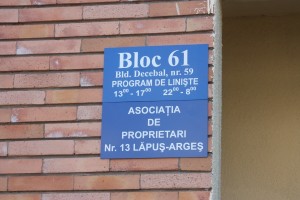 Bloc 61
Bld. Decebal, nr. 59
PROGRAM DE LINIȘTE
13⁰⁰ - 17⁰⁰ 22⁰⁰ - 8⁰⁰
ASOCIAȚIA
DE
PROPRIETARI
Nr. 13 LĂPUȘ-ARGEȘ